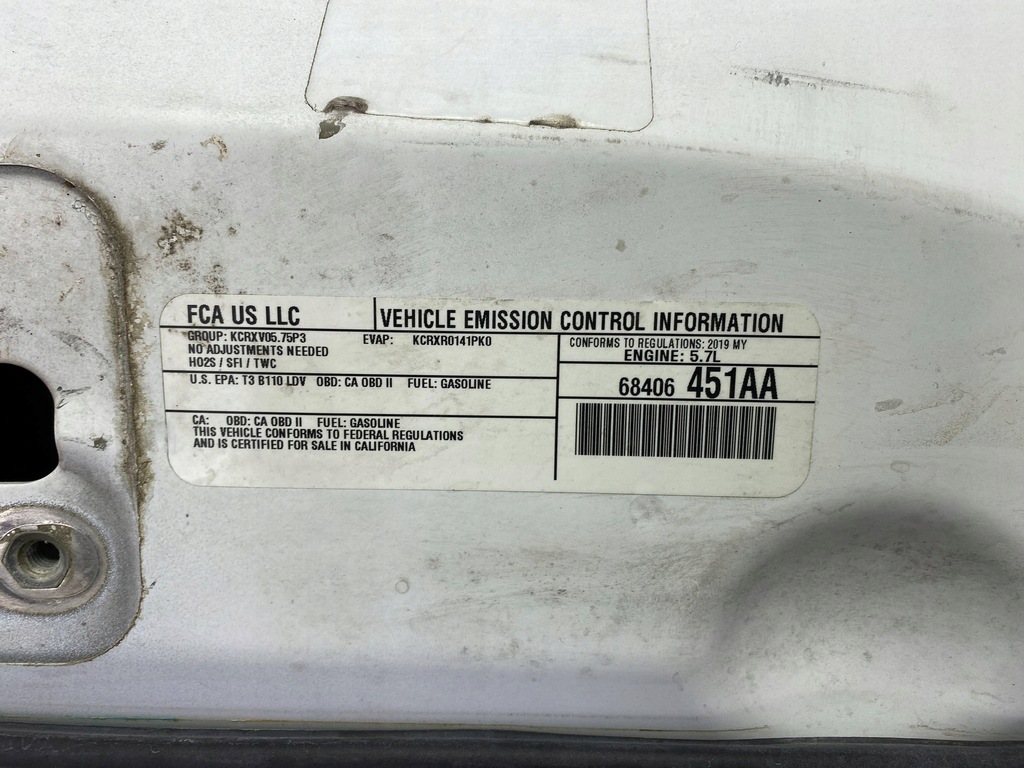 FCA US LLC
VEHICLE EMISSION CONTROL INFORMATION
GROUP: KCRXV05.75P3 EVAP: KCRXR0141PK0
NO ADJUSTMENTS NEEDED
HO2S / SFI / TWC
CONFORMS TO REGULATIONS: 2019 MY
ENGINE: 5.7L
U.S. EPA: T3 B110 LDV OBD: CA OBD II FUEL: GASOLINE
68406 451AA
CA: OBD: CA OBD II FUEL: GASOLINE
THIS VEHICLE CONFORMS TO FEDERAL REGULATIONS
AND IS CERTIFIED FOR SALE IN CALIFORNIA